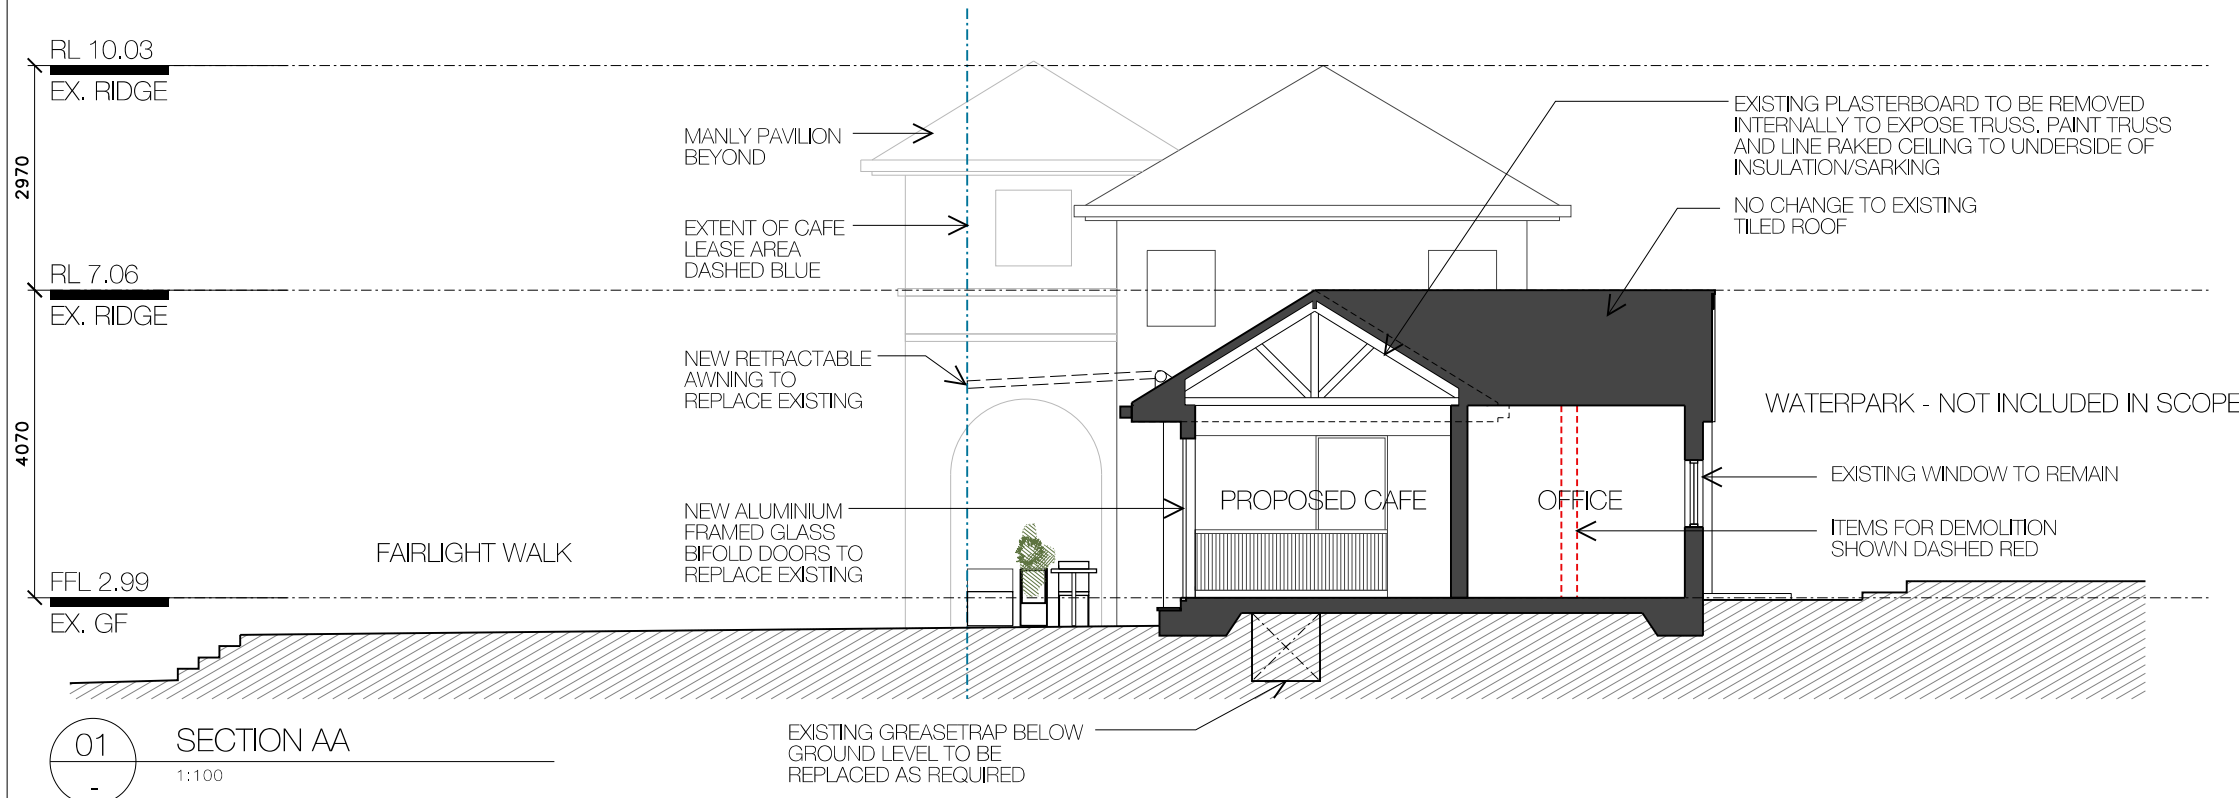 RL 10.03
EX. RIDGE
2970
RL 7.06
EX. RIDGE
4070
FFL 2.99
EX. GF
FAIRLIGHT WALK
MANLY PAVILION
BEYOND
EXTENT OF CAFE
LEASE AREA
DASHED BLUE
NEW RETRACTABLE
AWNING TO
REPLACE EXISTING
NEW ALUMINIUM
FRAMED GLASS
BIFOLD DOORS TO
REPLACE EXISTING
PROPOSED CAFE
OFFICE
EXISTING PLASTERBOARD TO BE REMOVED
INTERNALLY TO EXPOSE TRUSS. PAINT TRUSS
AND LINE RAKED CEILING TO UNDERSIDE OF
INSULATION/SARKING
NO CHANGE TO EXISTING
TILED ROOF
WATERPARK - NOT INCLUDED IN SCOPE
EXISTING WINDOW TO REMAIN
ITEMS FOR DEMOLITION
SHOWN DASHED RED
EXISTING GREASETRAP BELOW
GROUND LEVEL TO BE
REPLACED AS REQUIRED
01
-
SECTION AA
1:100